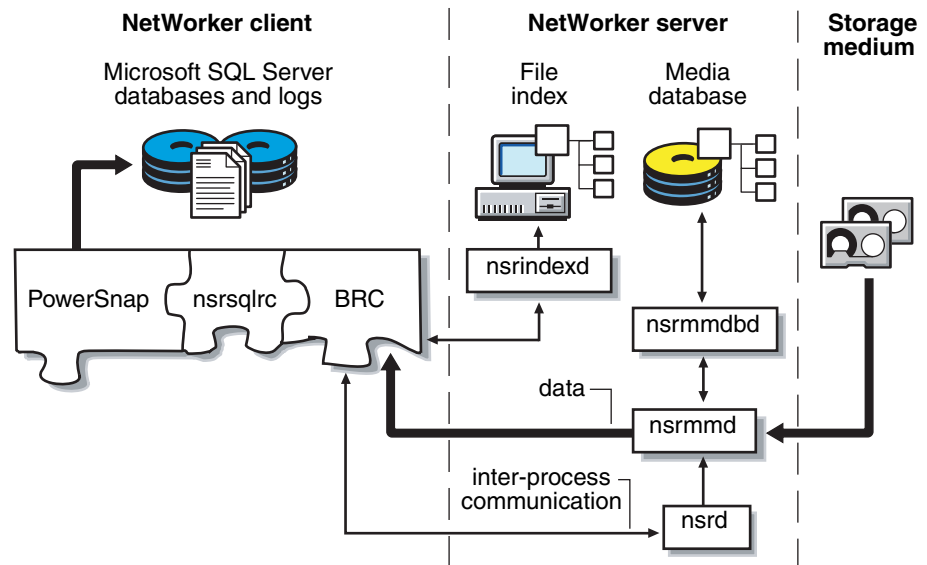 NetWorker client
NetWorker server
Storage
medium
Microsoft SQL Server
databases and logs
File
index
Media
database
nsrindexd
PowerSnap
nsrsqlrc
BRC
nsrmmdbd
data
nsrmmd
inter-process
communication
nsrd